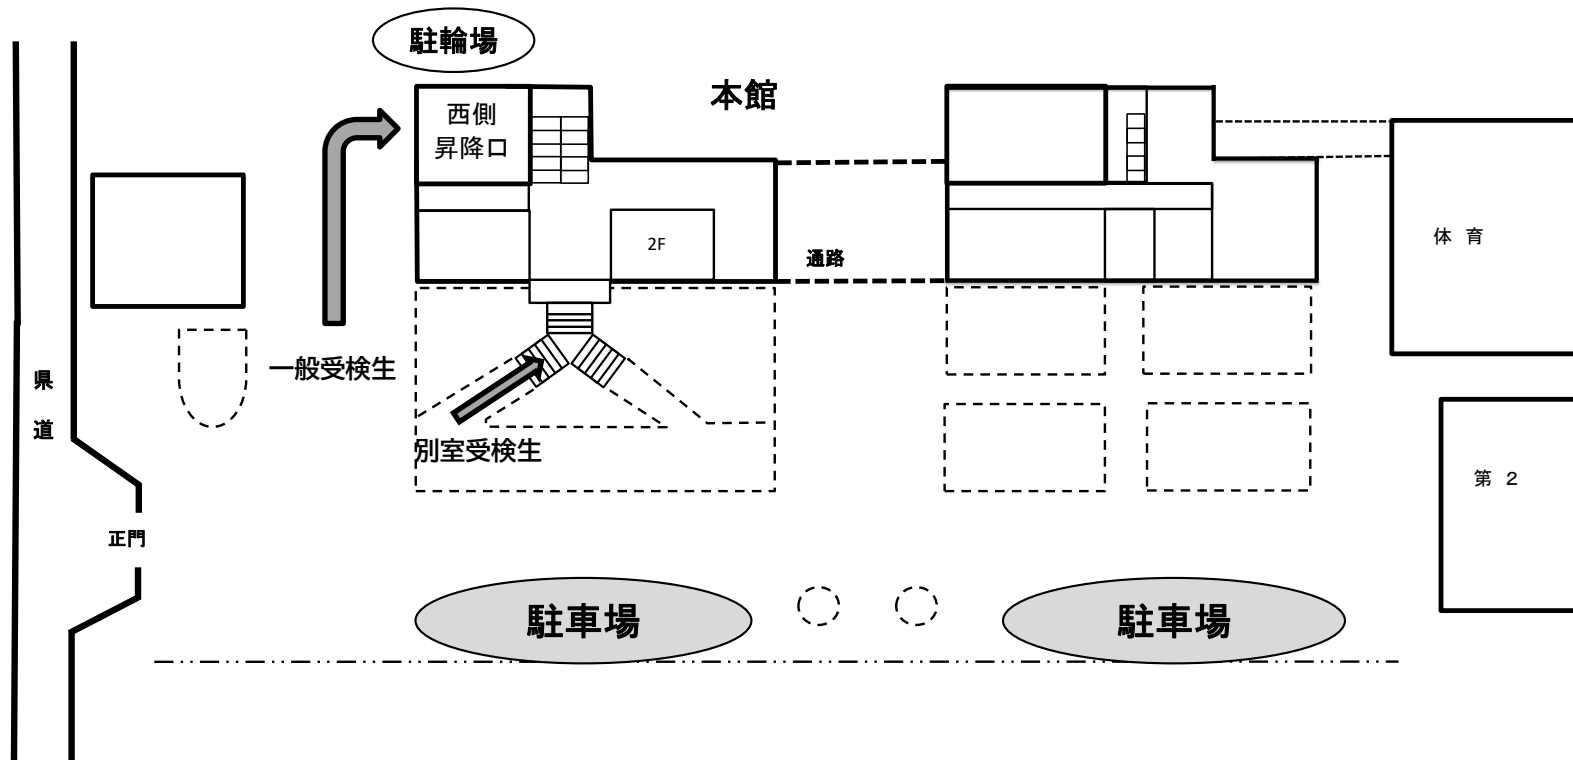 駐輪場
本館
西側
昇降口
2F
通路
体 育
一般受検生
県
道
別室受検生
第 2
正門
駐車場
駐車場